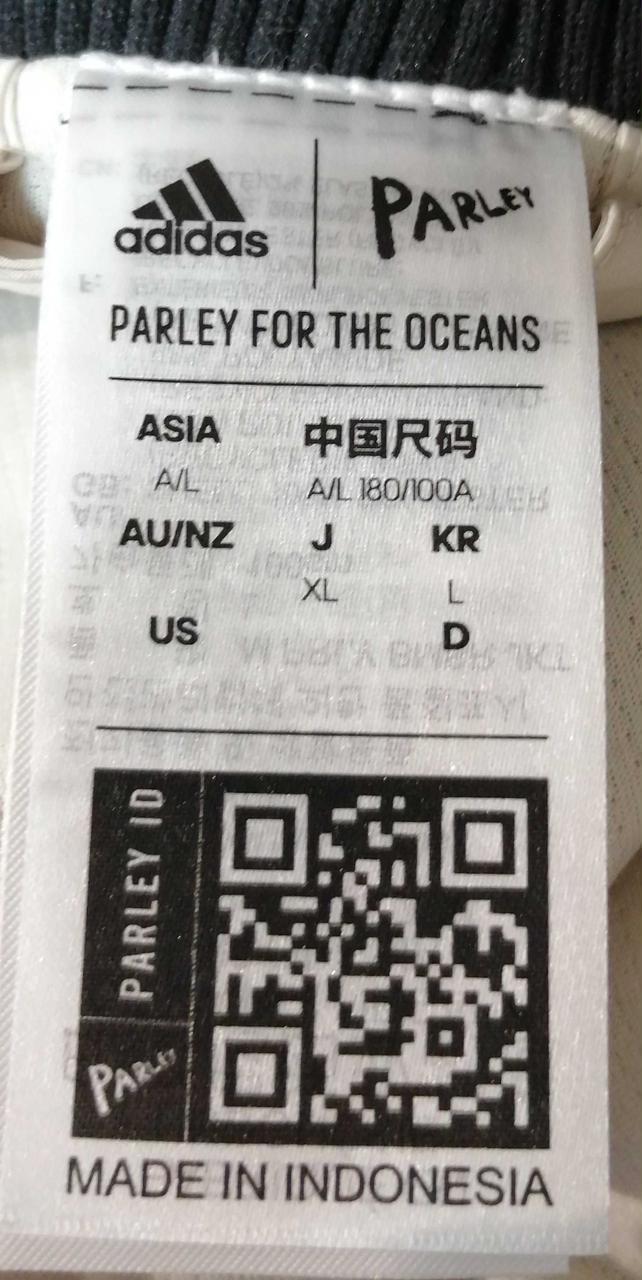 adidas
PARLEY
PARLEY FOR THE OCEANS
ASIA 中国尺码
A/L A/L 180/100A
AU/NZ J KR
XL L
US D
PARLEY ID
PARLEY
MADE IN INDONESIA